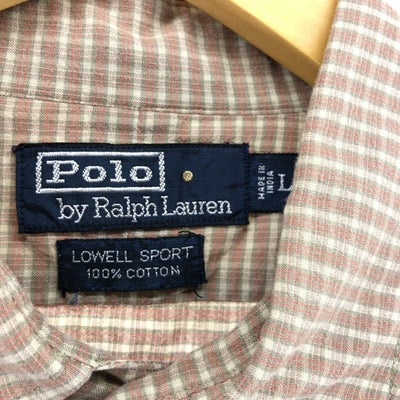 Polo
by Ralph Lauren
MADE IN
INDIA
L
LOWELL SPORT
100% COTTON